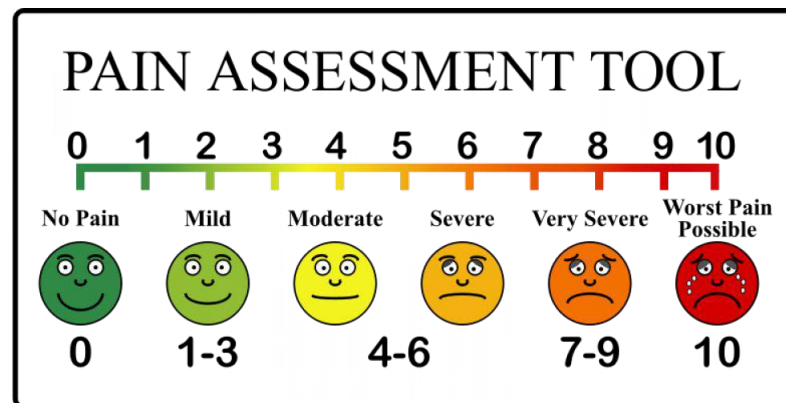 PAIN ASSESSMENT TOOL
0 1 2 3 4 5 6 7 8 9 10
No Pain Mild Moderate Severe Very Severe Worst Pain Possible
0 1-3 4-6 7-9 10